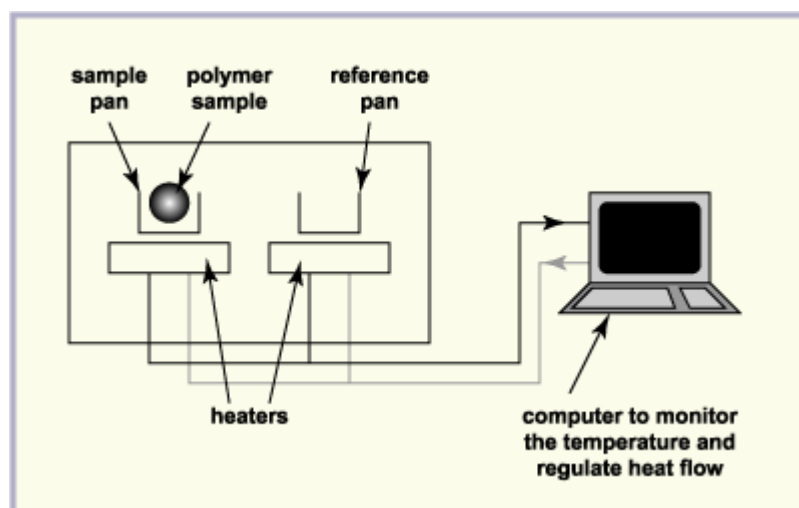 sample
pan
polymer
sample
reference
pan
heaters
computer to monitor
the temperature and
regulate heat flow